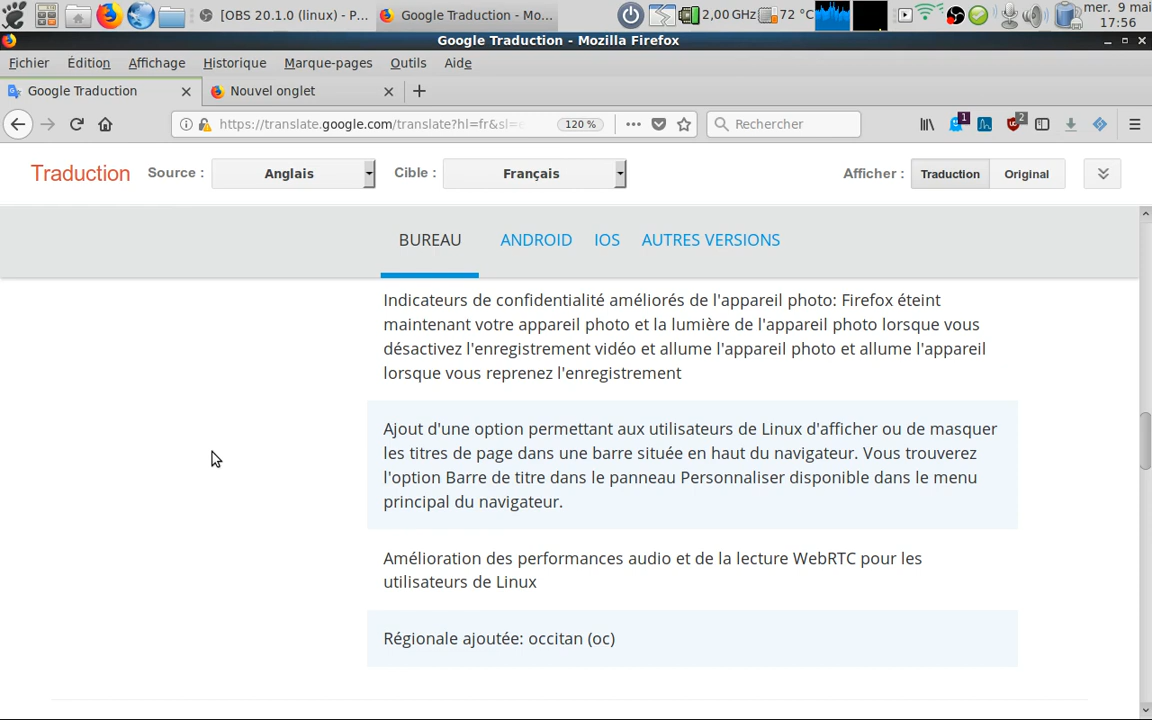 [OBS 20.1.0 (linux) - P...
Google Traduction - Mo...
2,00 GHz
72 °C
mer. 9 mai
17:56
Google Traduction - Mozilla Firefox
Fichier Édition Affichage Historique Marque-pages Outils Aide
Google Traduction
Nouvel onglet
https://translate.google.com/translate?hl=fr&sl=e
120 %
Rechercher
1
2
Traduction
Source :
Anglais
Cible :
Français
Afficher :
Traduction
Original
BUREAU
ANDROID
IOS
AUTRES VERSIONS
Indicateurs de confidentialité améliorés de l'appareil photo: Firefox éteint
maintenant votre appareil photo et la lumière de l'appareil photo lorsque vous
désactivez l'enregistrement vidéo et allume l'appareil photo et allume l'appareil
lorsque vous reprenez l'enregistrement
Ajout d'une option permettant aux utilisateurs de Linux d'afficher ou de masquer
les titres de page dans une barre située en haut du navigateur. Vous trouverez
l'option Barre de titre dans le panneau Personnaliser disponible dans le menu
principal du navigateur.
Amélioration des performances audio et de la lecture WebRTC pour les
utilisateurs de Linux
Régionale ajoutée: occitan (oc)